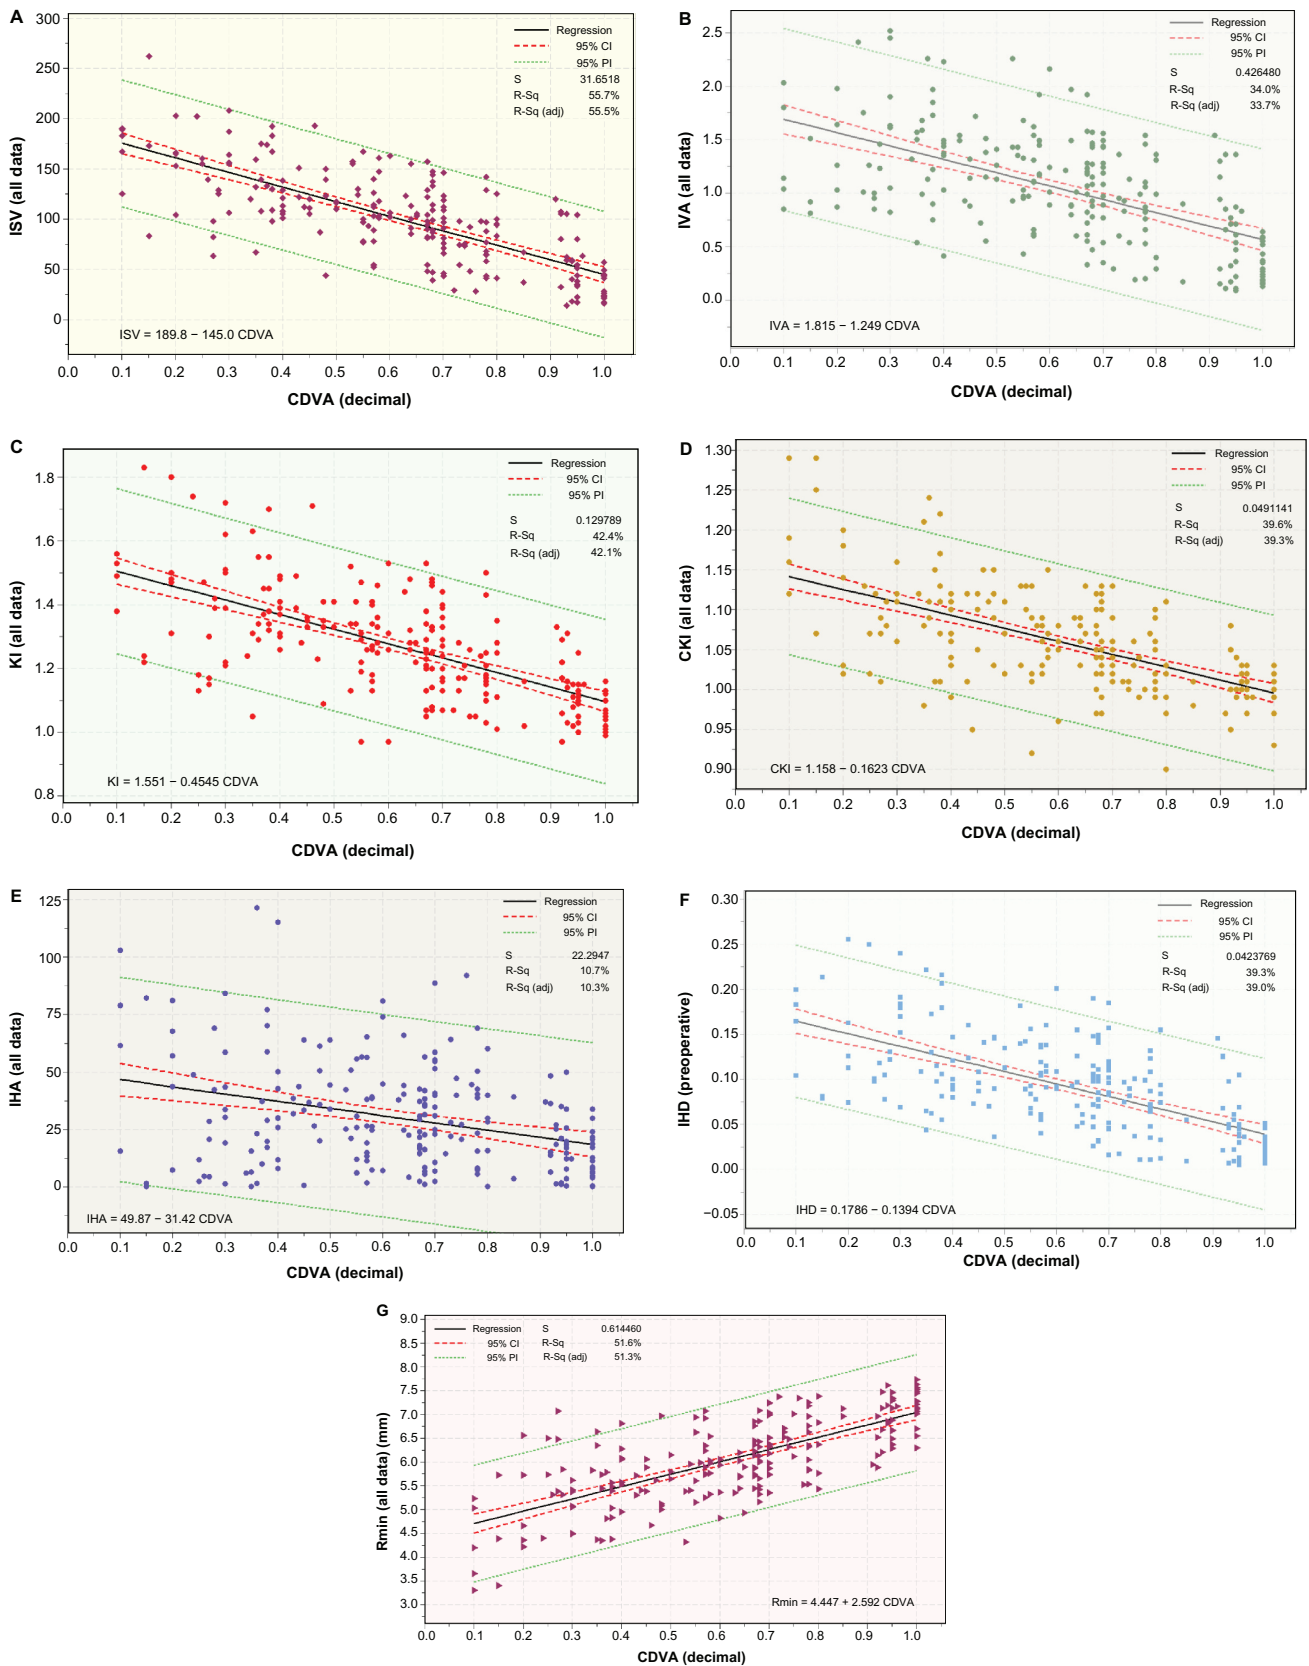 A
300
250
200
150
100
50
0
ISV (all data)
Regression
95% CI
95% PI
S 31.6518
R-Sq 55.7%
R-Sq (adj) 55.5%
ISV = 189.8 − 145.0 CDVA
0.0 0.1 0.2 0.3 0.4 0.5 0.6 0.7 0.8 0.9 1.0
CDVA (decimal)
B
2.5
2.0
1.5
1.0
0.5
0.0
IVA (all data)
Regression
95% CI
95% PI
S 0.426480
R-Sq 34.0%
R-Sq (adj) 33.7%
IVA = 1.815 − 1.249 CDVA
0.0 0.1 0.2 0.3 0.4 0.5 0.6 0.7 0.8 0.9 1.0
CDVA (decimal)
C
1.8
1.6
1.4
1.2
1.0
0.8
KI (all data)
Regression
95% CI
95% PI
S 0.129789
R-Sq 42.4%
R-Sq (adj) 42.1%
KI = 1.551 − 0.4545 CDVA
0.0 0.1 0.2 0.3 0.4 0.5 0.6 0.7 0.8 0.9 1.0
CDVA (decimal)
D
1.30
1.25
1.20
1.15
1.10
1.05
1.00
0.95
0.90
CKI (all data)
Regression
95% CI
95% PI
S 0.0491141
R-Sq 39.6%
R-Sq (adj) 39.3%
CKI = 1.158 − 0.1623 CDVA
0.0 0.1 0.2 0.3 0.4 0.5 0.6 0.7 0.8 0.9 1.0
CDVA (decimal)
E
125
100
75
50
25
0
IHA (all data)
Regression
95% CI
95% PI
S 22.2947
R-Sq 10.7%
R-Sq (adj) 10.3%
IHA = 49.87 − 31.42 CDVA
0.0 0.1 0.2 0.3 0.4 0.5 0.6 0.7 0.8 0.9 1.0
CDVA (decimal)
F
0.30
0.25
0.20
0.15
0.10
0.05
0.00
−0.05
IHD (preoperative)
Regression
95% CI
95% PI
S 0.0423769
R-Sq 39.3%
R-Sq (adj) 39.0%
IHD = 0.1786 − 0.1394 CDVA
0.0 0.1 0.2 0.3 0.4 0.5 0.6 0.7 0.8 0.9 1.0
CDVA (decimal)
G
9.0
8.5
8.0
7.5
7.0
6.5
6.0
5.5
5.0
4.5
4.0
3.5
3.0
Rmin (all data) (mm)
Regression S 0.614460
95% CI R-Sq 51.6%
95% PI R-Sq (adj) 51.3%
Rmin = 4.447 + 2.592 CDVA
0.0 0.1 0.2 0.3 0.4 0.5 0.6 0.7 0.8 0.9 1.0
CDVA (decimal)